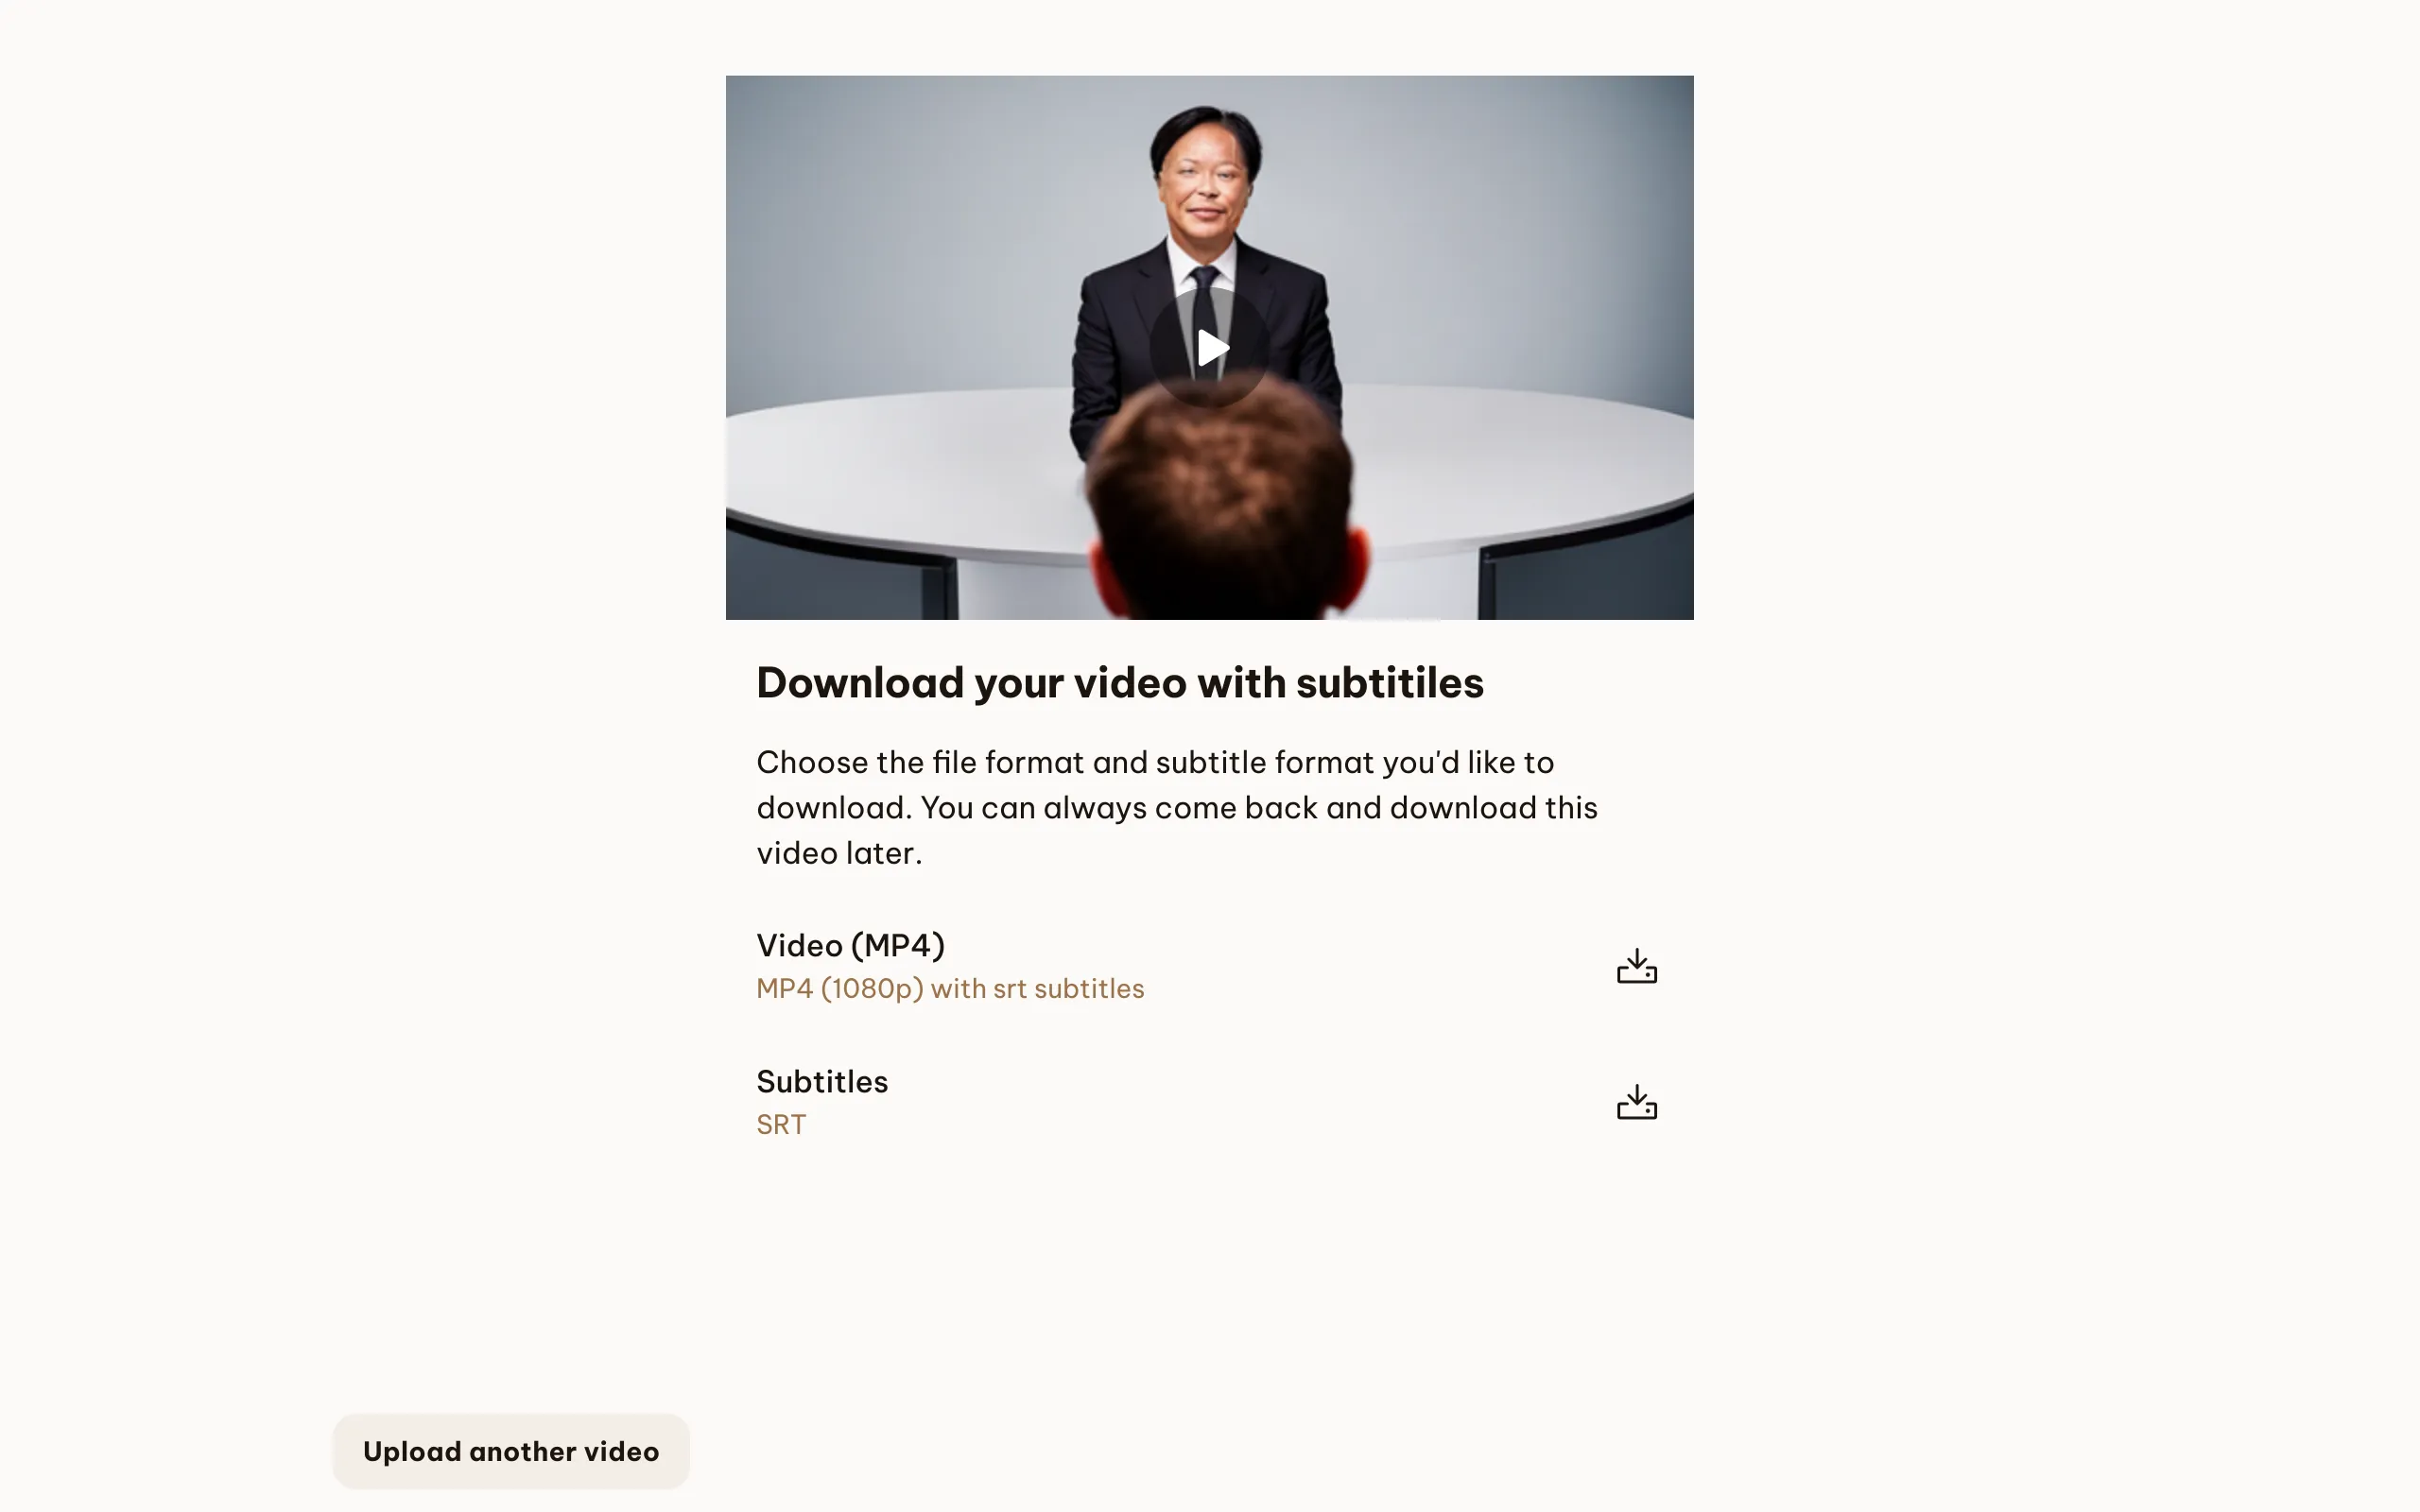 Download your video with subtitiles
Choose the file format and subtitle format you'd like to
download. You can always come back and download this
video later.
Video (MP4)
MP4 (1080p) with srt subtitles
Subtitles
SRT
Upload another video